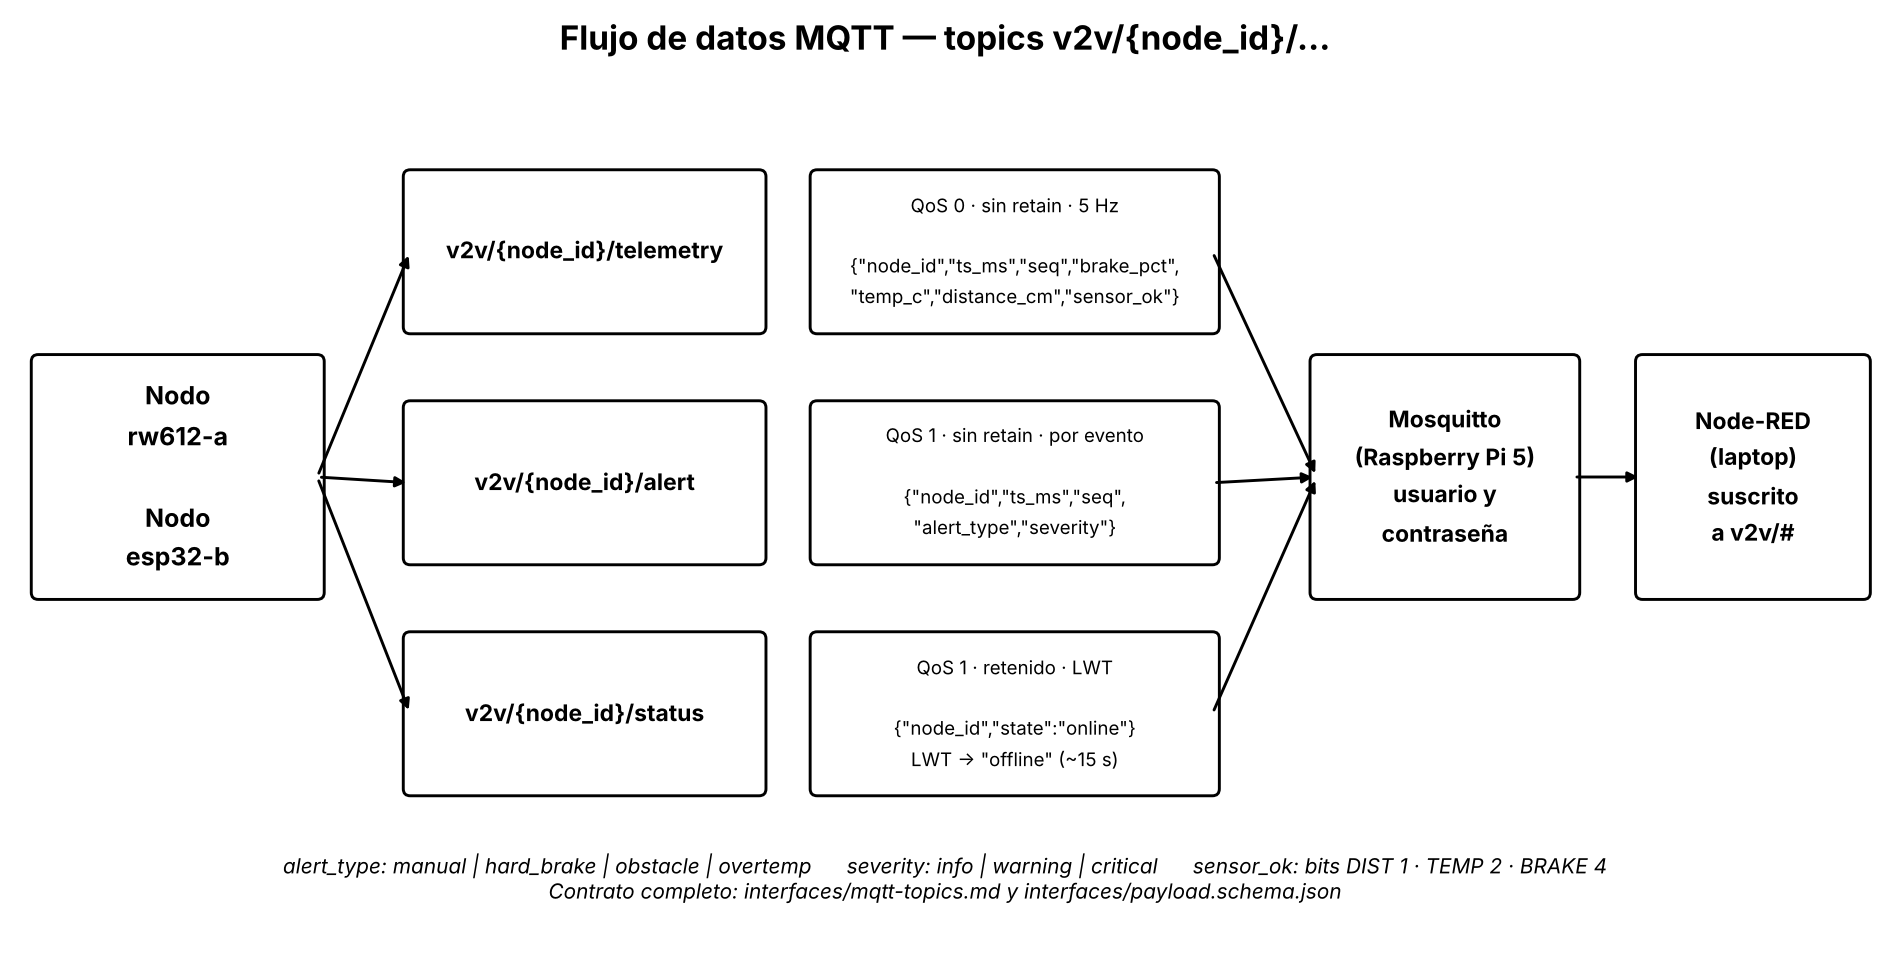 Flujo de datos MQTT — topics v2v/{node_id}/...
Nodo
rw612-a
Nodo
esp32-b
v2v/{node_id}/telemetry
QoS 0 · sin retain · 5 Hz
{"node_id","ts_ms","seq","brake_pct",
"temp_c","distance_cm","sensor_ok"}
v2v/{node_id}/alert
QoS 1 · sin retain · por evento
{"node_id","ts_ms","seq",
"alert_type","severity"}
v2v/{node_id}/status
QoS 1 · retenido · LWT
{"node_id","state":"online"}
LWT → "offline" (~15 s)
Mosquitto
(Raspberry Pi 5)
usuario y
contraseña
Node-RED
(laptop)
suscrito
a v2v/#
alert_type: manual | hard_brake | obstacle | overtemp severity: info | warning | critical sensor_ok: bits DIST 1 · TEMP 2 · BRAKE 4
Contrato completo: interfaces/mqtt-topics.md y interfaces/payload.schema.json